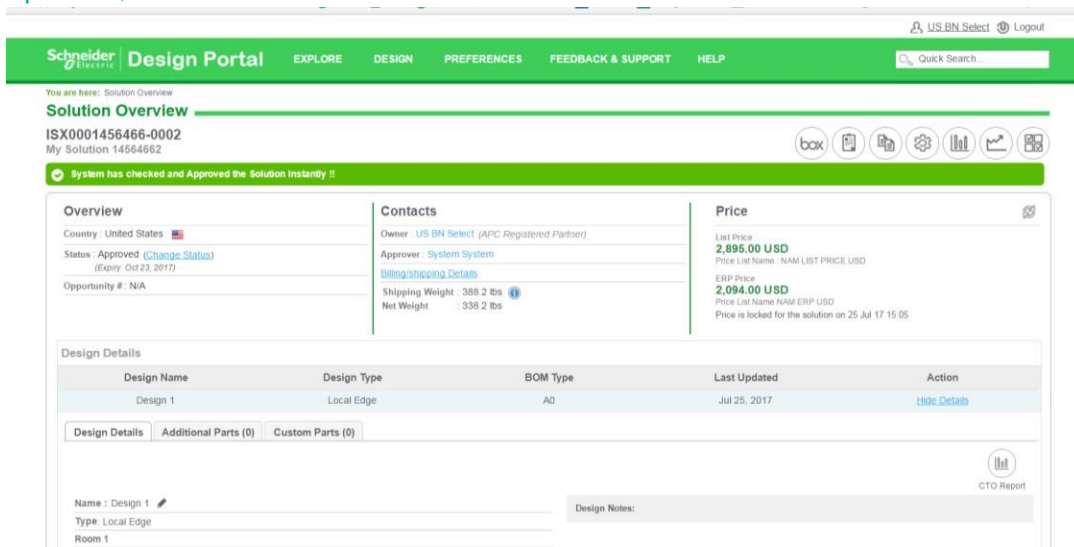 US BN Select Logout
Schneider Electric Design Portal EXPLORE DESIGN PREFERENCES FEEDBACK & SUPPORT HELP Quick Search...
You are here: Solution Overview
Solution Overview
ISX0001456466-0002
My Solution 14564662
box
System has checked and Approved the Solution Instantly !!
Overview
Country : United States
Status : Approved (Change Status)
(Expiry: Oct 23, 2017)
Opportunity # : N/A
Contacts
Owner : US BN Select (APC Registered Partner)
Approver : System System
Billing/shipping Details
Shipping Weight : 388.2 lbs
Net Weight : 338.2 lbs
Price
List Price
2,895.00 USD
Price List Name : NAM LIST PRICE USD
ERP Price
2,094.00 USD
Price List Name NAM ERP USD
Price is locked for the solution on 25 Jul 17 15:05
Design Details
Design Name Design Type BOM Type Last Updated Action
Design 1 Local Edge A0 Jul 25, 2017 Hide Details
Design Details Additional Parts (0) Custom Parts (0)
CTO Report
Name : Design 1
Type: Local Edge
Room 1
Design Notes: